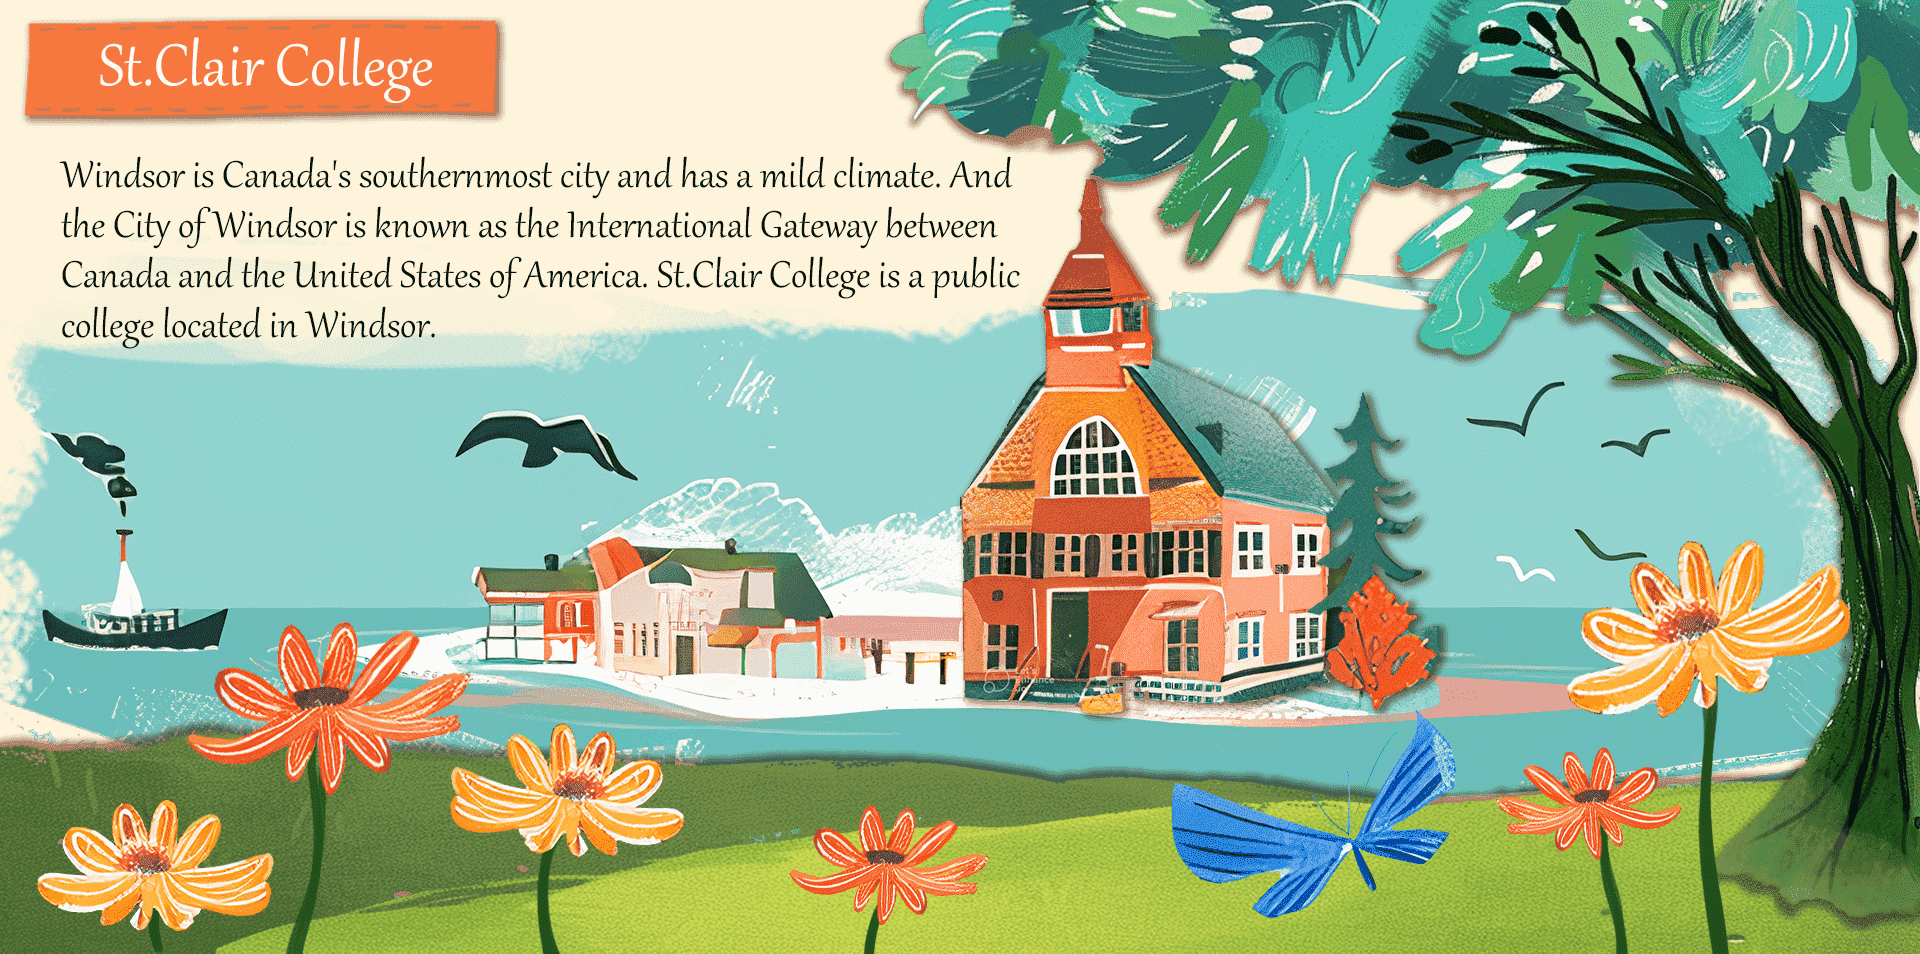 St.Clair College
Windsor is Canada's southernmost city and has a mild climate. And
the City of Windsor is known as the International Gateway between
Canada and the United States of America. St.Clair College is a public
college located in Windsor.
Let's
Enhance